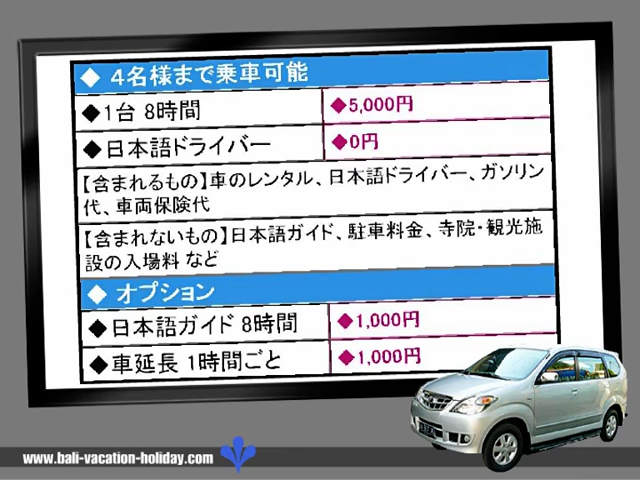 ◆ 4名様まで乗車可能
◆1台 8時間 ◆5,000円
◆日本語ドライバー ◆0円
【含まれるもの】車のレンタル、日本語ドライバー、ガソリン
代、車両保険代
【含まれないもの】日本語ガイド、駐車料金、寺院・観光施
設の入場料 など
◆ オプション
◆日本語ガイド 8時間 ◆1,000円
◆車延長 1時間ごと ◆1,000円
www.bali-vacation-holiday.com